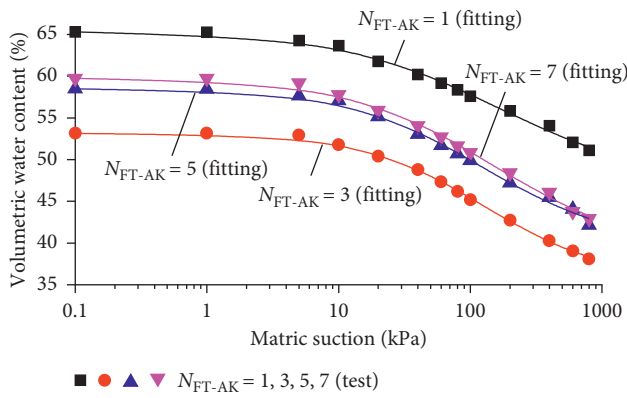 Volumetric water content (%)
65
60
55
50
45
40
35
N_FT-AK = 1 (fitting)
N_FT-AK = 7 (fitting)
N_FT-AK = 5 (fitting)
N_FT-AK = 3 (fitting)
0.1 1 10 100 1000
Matric suction (kPa)
N_FT-AK = 1, 3, 5, 7 (test)